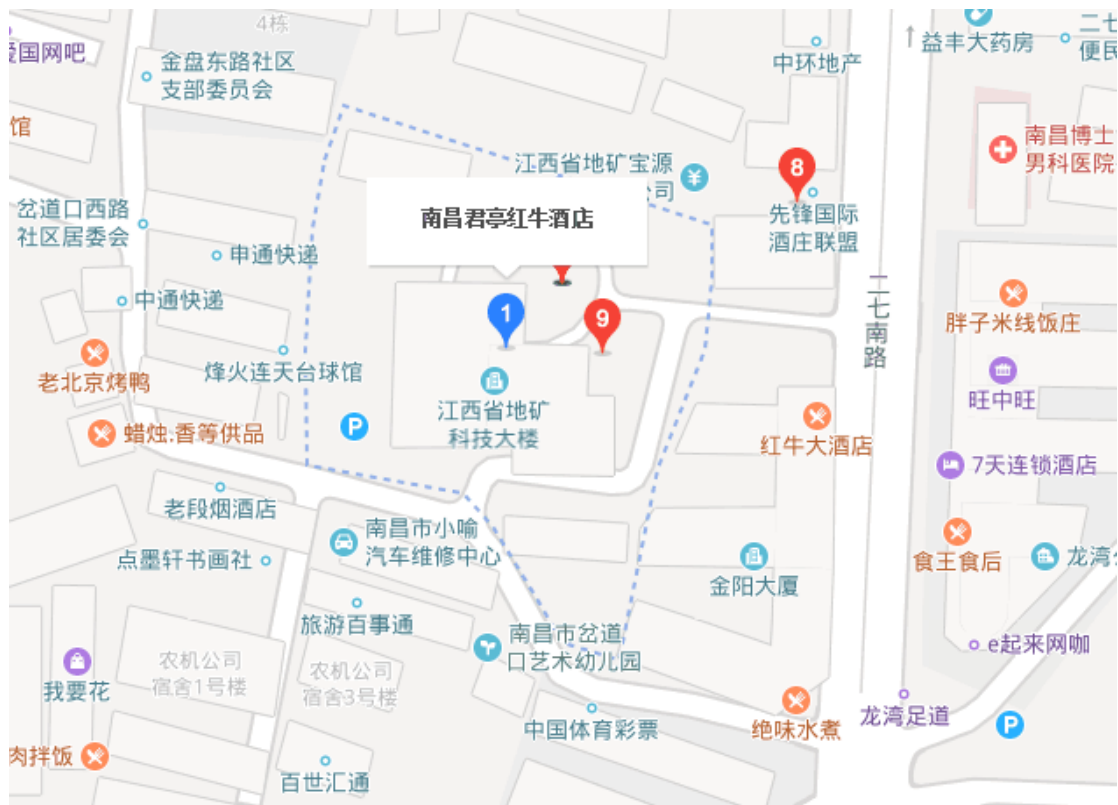 4栋
爱国网吧
金盘东路社区
支部委员会
馆
中环地产
益丰大药房
二七
便民
南昌博士
男科医院
江西省地矿宝源
公司
¥
8
先锋国际
酒庄联盟
南昌君亭红牛酒店
岔道口西路
社区居委会
申通快递
中通快递
1
9
二七南路
胖子米线饭庄
烽火连天台球馆
老北京烤鸭
旺中旺
江西省地矿
科技大楼
P
蜡烛.香等供品
红牛大酒店
7天连锁酒店
老段烟酒店
南昌市小喻
汽车维修中心
点墨轩书画社
金阳大厦
食王食后
龙湾公
旅游百事通
南昌市岔道
口艺术幼儿园
e起来网咖
农机公司
宿舍1号楼
农机公司
宿舍3号楼
我要花
中国体育彩票
绝味水煮
龙湾足道
P
肉拌饭
百世汇通